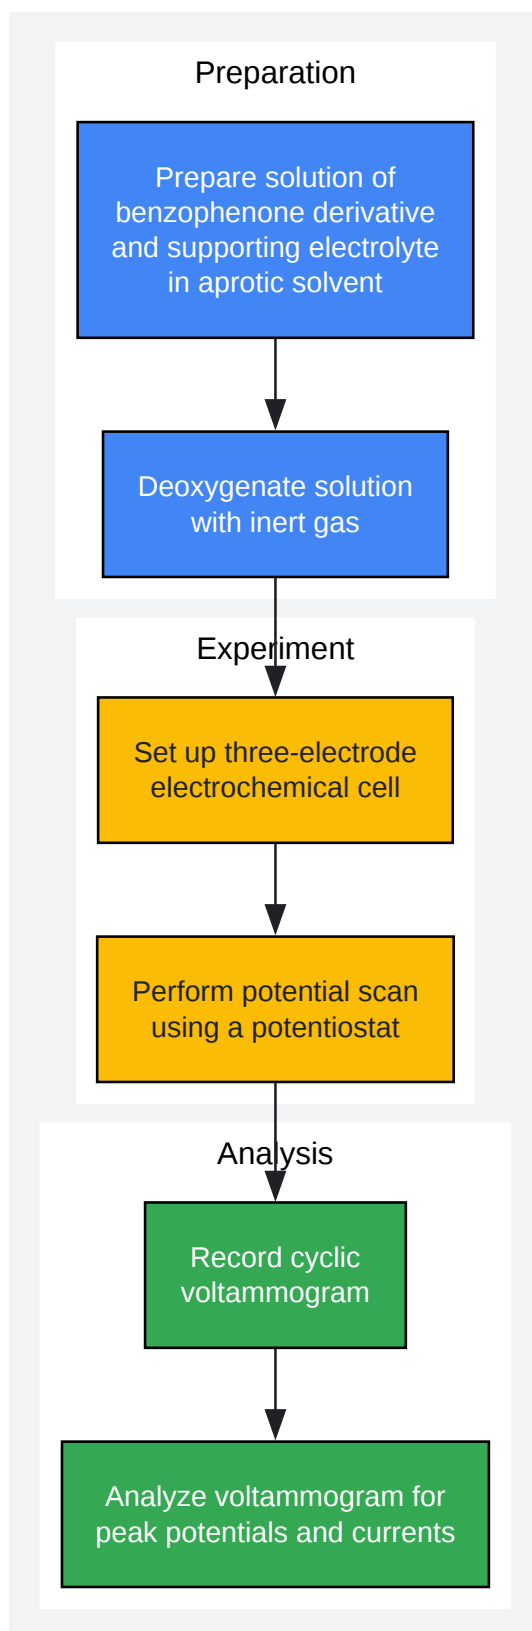 Preparation
Prepare solution of
benzophenone derivative
and supporting electrolyte
in aprotic solvent
Deoxygenate solution
with inert gas
Experiment
Set up three-electrode
electrochemical cell
Perform potential scan
using a potentiostat
Analysis
Record cyclic
voltammogram
Analyze voltammogram for
peak potentials and currents